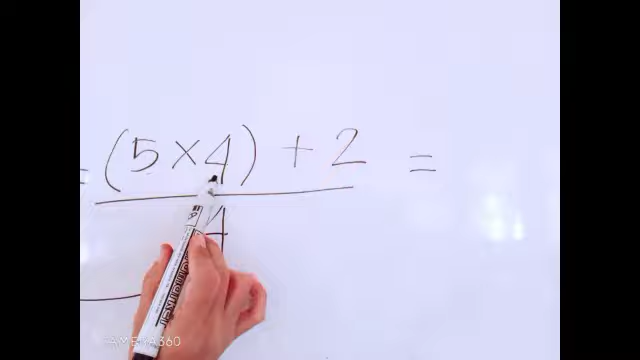 = (5 × 4) + 2 =
4